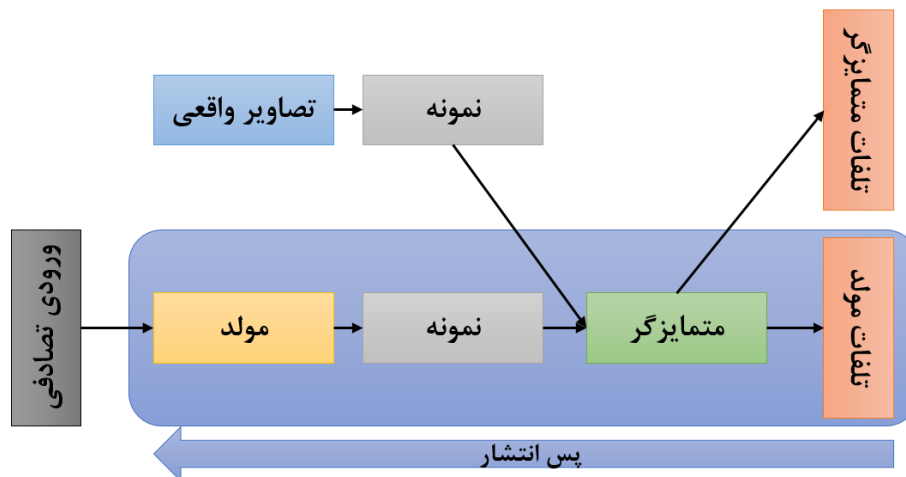 تلفات متمایزگر
تصاویر واقعی
نمونه
ورودی تصادفی
مولد
نمونه
متمایزگر
تلفات مولد
پس انتشار